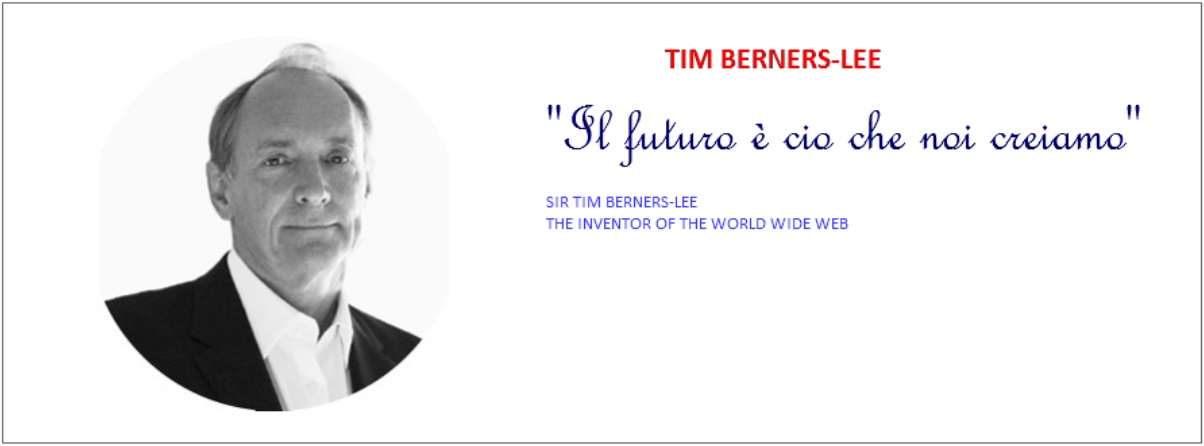 TIM BERNERS-LEE
"Il futuro è cio che noi creiamo"
SIR TIM BERNERS-LEE
THE INVENTOR OF THE WORLD WIDE WEB